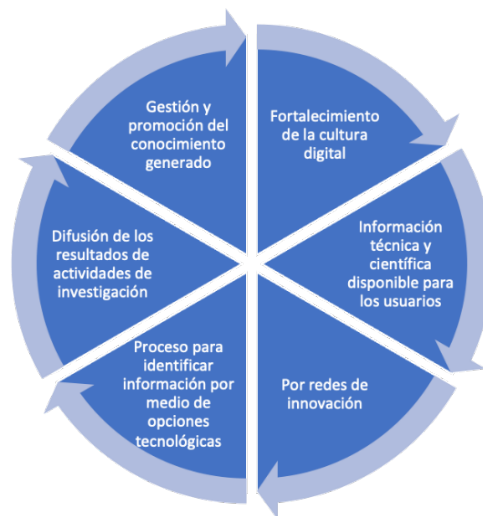 Gestión y
promoción del
conocimiento
generado
Fortalecimiento
de la cultura
digital
Información
técnica y
científica
disponible para
los usuarios
Por redes de
innovación
Proceso para
identificar
información por
medio de
opciones
tecnológicas
Difusión de los
resultados de
actividades de
investigación